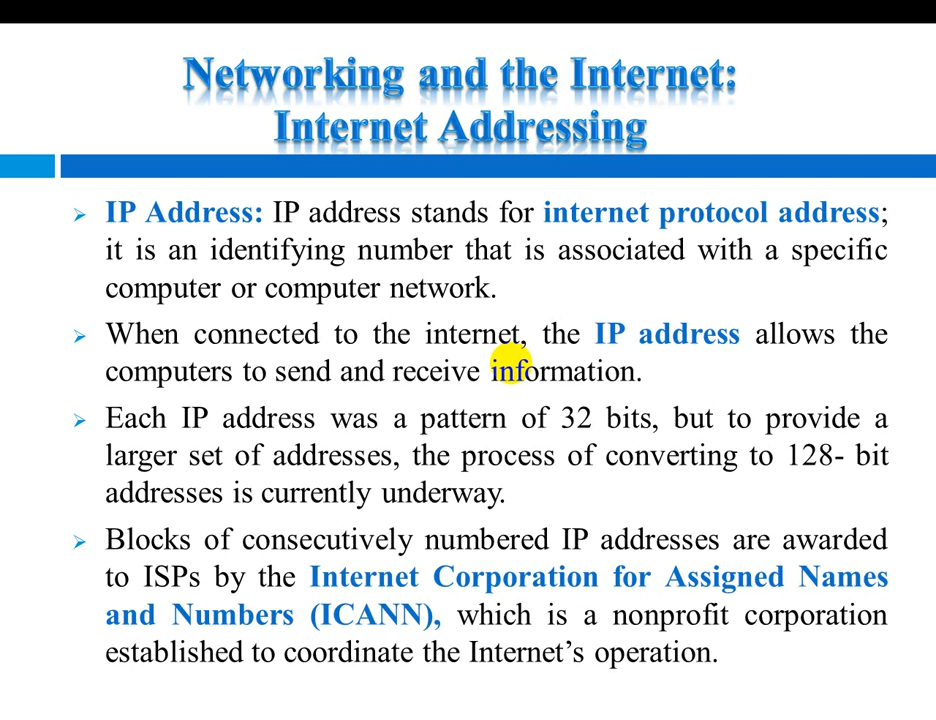 Networking and the Internet:
Internet Addressing
IP Address: IP address stands for internet protocol address;
it is an identifying number that is associated with a specific
computer or computer network.
When connected to the internet, the IP address allows the
computers to send and receive information.
Each IP address was a pattern of 32 bits, but to provide a
larger set of addresses, the process of converting to 128- bit
addresses is currently underway.
Blocks of consecutively numbered IP addresses are awarded
to ISPs by the Internet Corporation for Assigned Names
and Numbers (ICANN), which is a nonprofit corporation
established to coordinate the Internet’s operation.